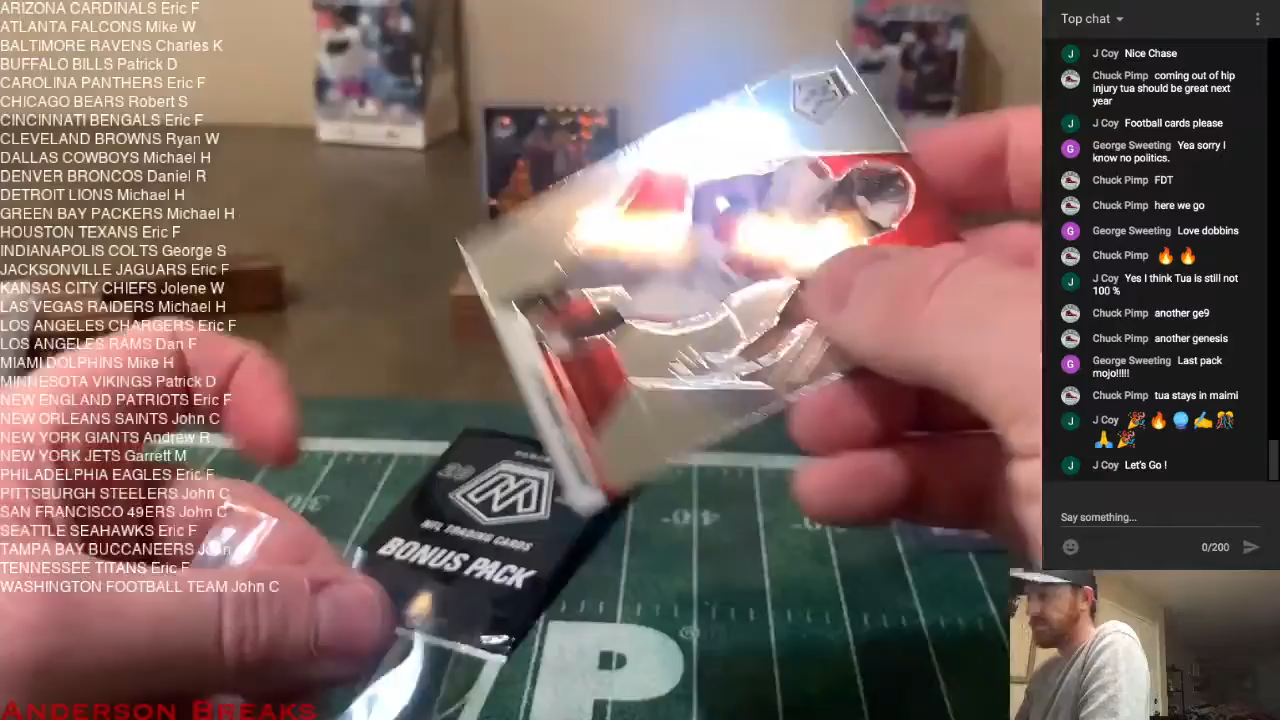 ARIZONA CARDINALS Eric F
ATLANTA FALCONS Mike W
BALTIMORE RAVENS Charles K
BUFFALO BILLS Patrick D
CAROLINA PANTHERS Eric F
CHICAGO BEARS Robert S
CINCINNATI BENGALS Eric F
CLEVELAND BROWNS Ryan W
DALLAS COWBOYS Michael H
DENVER BRONCOS Daniel R
DETROIT LIONS Michael H
GREEN BAY PACKERS Michael H
HOUSTON TEXANS Eric F
INDIANAPOLIS COLTS George S
JACKSONVILLE JAGUARS Eric F
KANSAS CITY CHIEFS Jolene W
LAS VEGAS RAIDERS Michael H
LOS ANGELES CHARGERS Eric F
LOS ANGELES RAMS Dan F
MIAMI DOLPHINS Mike H
MINNESOTA VIKINGS Patrick D
NEW ENGLAND PATRIOTS Eric F
NEW ORLEANS SAINTS John C
NEW YORK GIANTS Andrew R
NEW YORK JETS Garrett M
PHILADELPHIA EAGLES Eric F
PITTSBURGH STEELERS John C
SAN FRANCISCO 49ERS John C
SEATTLE SEAHAWKS Eric F
TAMPA BAY BUCCANEERS John
TENNESSEE TITANS Eric F
WASHINGTON FOOTBALL TEAM John C
ANDERSON BREAKS
NFL TRADING CARDS
BONUS PACK
P
Top chat
J Coy Nice Chase
Chuck Pimp coming out of hip
injury tua should be great next
year
J Coy Football cards please
George Sweeting Yea sorry I
know no politics.
Chuck Pimp FDT
Chuck Pimp here we go
George Sweeting Love dobbins
Chuck Pimp 🔥 🔥
J Coy Yes I think Tua is still not
100 %
Chuck Pimp another ge9
Chuck Pimp another genesis
George Sweeting Last pack
mojo!!!!!
Chuck Pimp tua stays in maimi
J Coy 🎉 🔥 🔮 ✍ 🎊
🙏 🎉
J Coy Let's Go !
Say something...
0/200